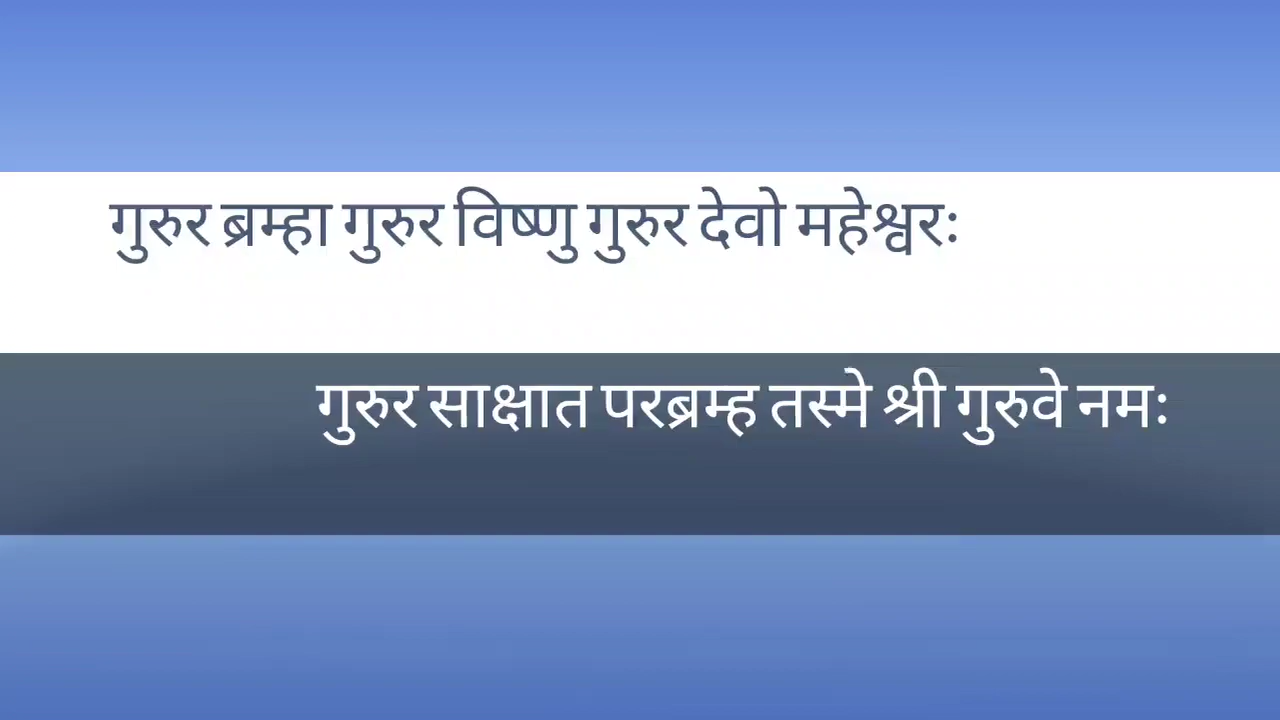 गुरुर ब्रम्हा गुरुर विष्णु गुरुर देवो महेश्वरः
गुरुर साक्षात परब्रम्ह तस्मे श्री गुरुवे नमः